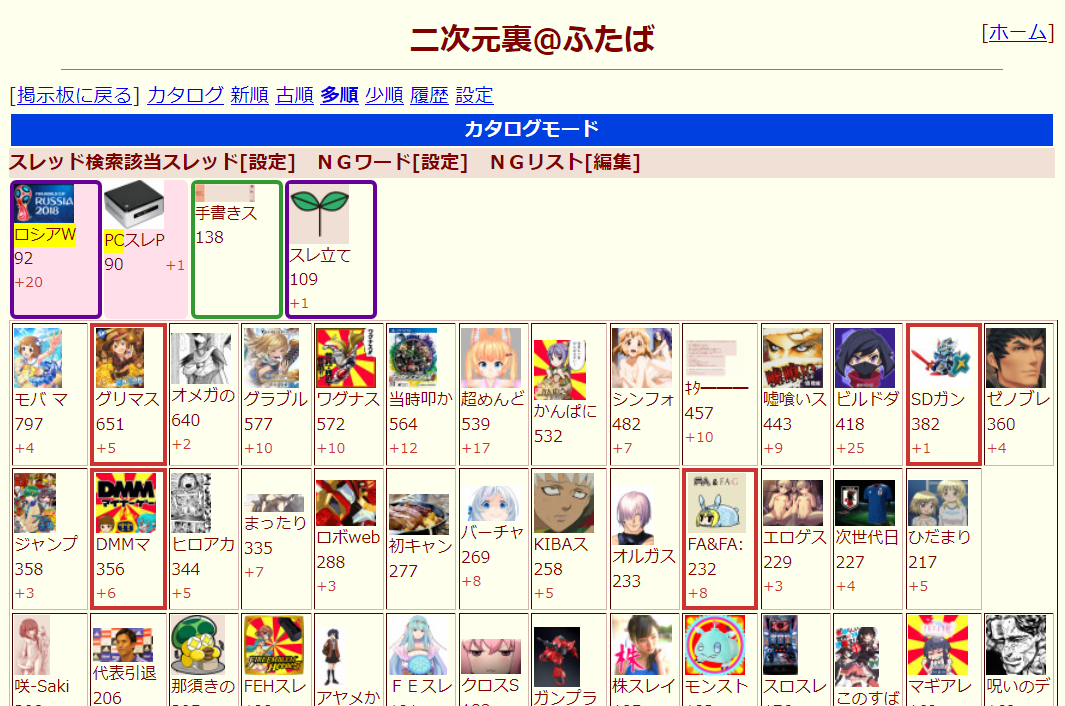 二次元裏@ふたば
[ホーム]
[掲示板に戻る] カタログ 新順 古順 多順 少順 履歴 設定
カタログモード
スレッド検索該当スレッド[設定] ＮＧワード[設定] ＮＧリスト[編集]
RUSSIA
2018
ロシアW
92
+20
PCスレP
90 +1
手書きス
138
スレ立て
109
+1
モバ マ
797
+4
グリマス
651
+5
オメガの
640
+2
グラブル
577
+10
ワグナス
572
+10
当時叩か
564
+12
超めんど
539
+17
かんぱに
532
シンフォ
482
+7
ｷﾀ━━━
457
+10
嘘喰いス
443
+9
ビルドダ
418
+25
SDガン
382
+1
ゼノブレ
360
+4
ジャンプ
358
+3
DMM
DMMマ
356
+6
ヒロアカ
344
+5
まったり
335
+7
ロボweb
288
+3
初キャン
277
バーチャ
269
+8
KIBAス
258
+5
オルガス
233
FA&FA:
232
+8
エロゲス
229
+3
次世代日
227
+4
ひだまり
217
+5
咲-Saki
代表引退
206
那須きの
FEHスレ
アヤメか
ＦＥスレ
クロスS
ガンプラ
株
株スレイ
モンスト
スロスレ
このすば
マギアレ
呪いのデ